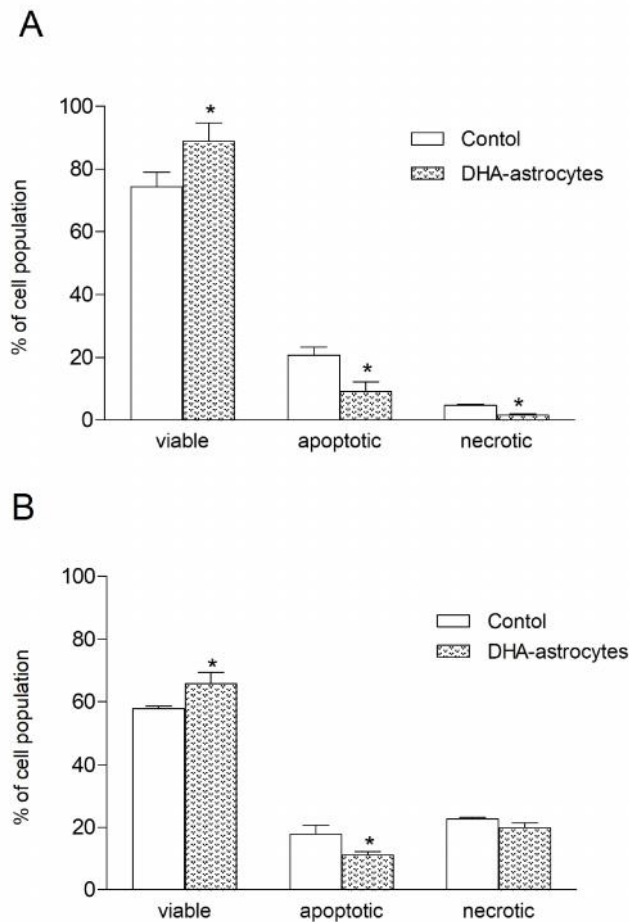 A
% of cell population
100
80
60
40
20
0
*
*
*
Contol
DHA-astrocytes
viable
apoptotic
necrotic
B
% of cell population
100
80
60
40
20
0
*
*
Contol
DHA-astrocytes
viable
apoptotic
necrotic